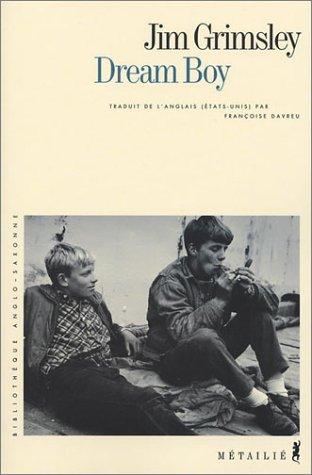 Jim Grimsley
Dream Boy
TRADUIT DE L'ANGLAIS (ÉTATS-UNIS) PAR
FRANÇOISE DAVREU
BIBLIOTHÈQUE ANGLO-SAXONNE
MÉTAILIÉ